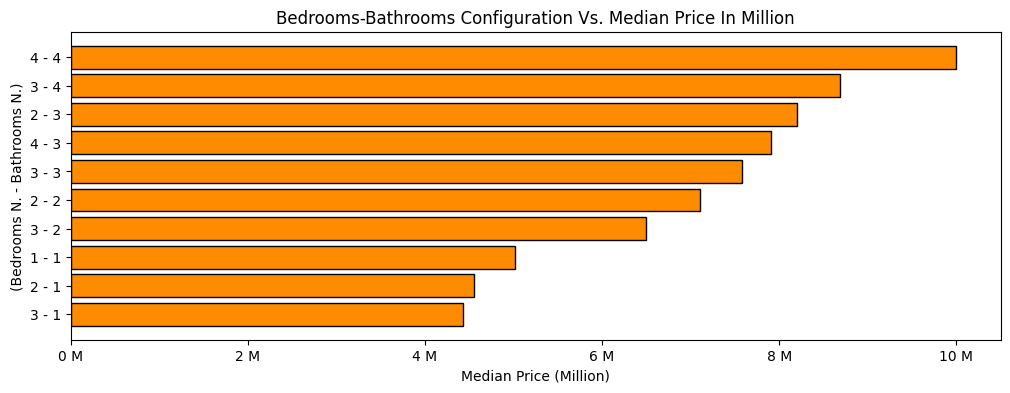 Bedrooms-Bathrooms Configuration Vs. Median Price In Million
(Bedrooms N. - Bathrooms N.)
4 - 4
3 - 4
2 - 3
4 - 3
3 - 3
2 - 2
3 - 2
1 - 1
2 - 1
3 - 1
0 M 2 M 4 M 6 M 8 M 10 M
Median Price (Million)